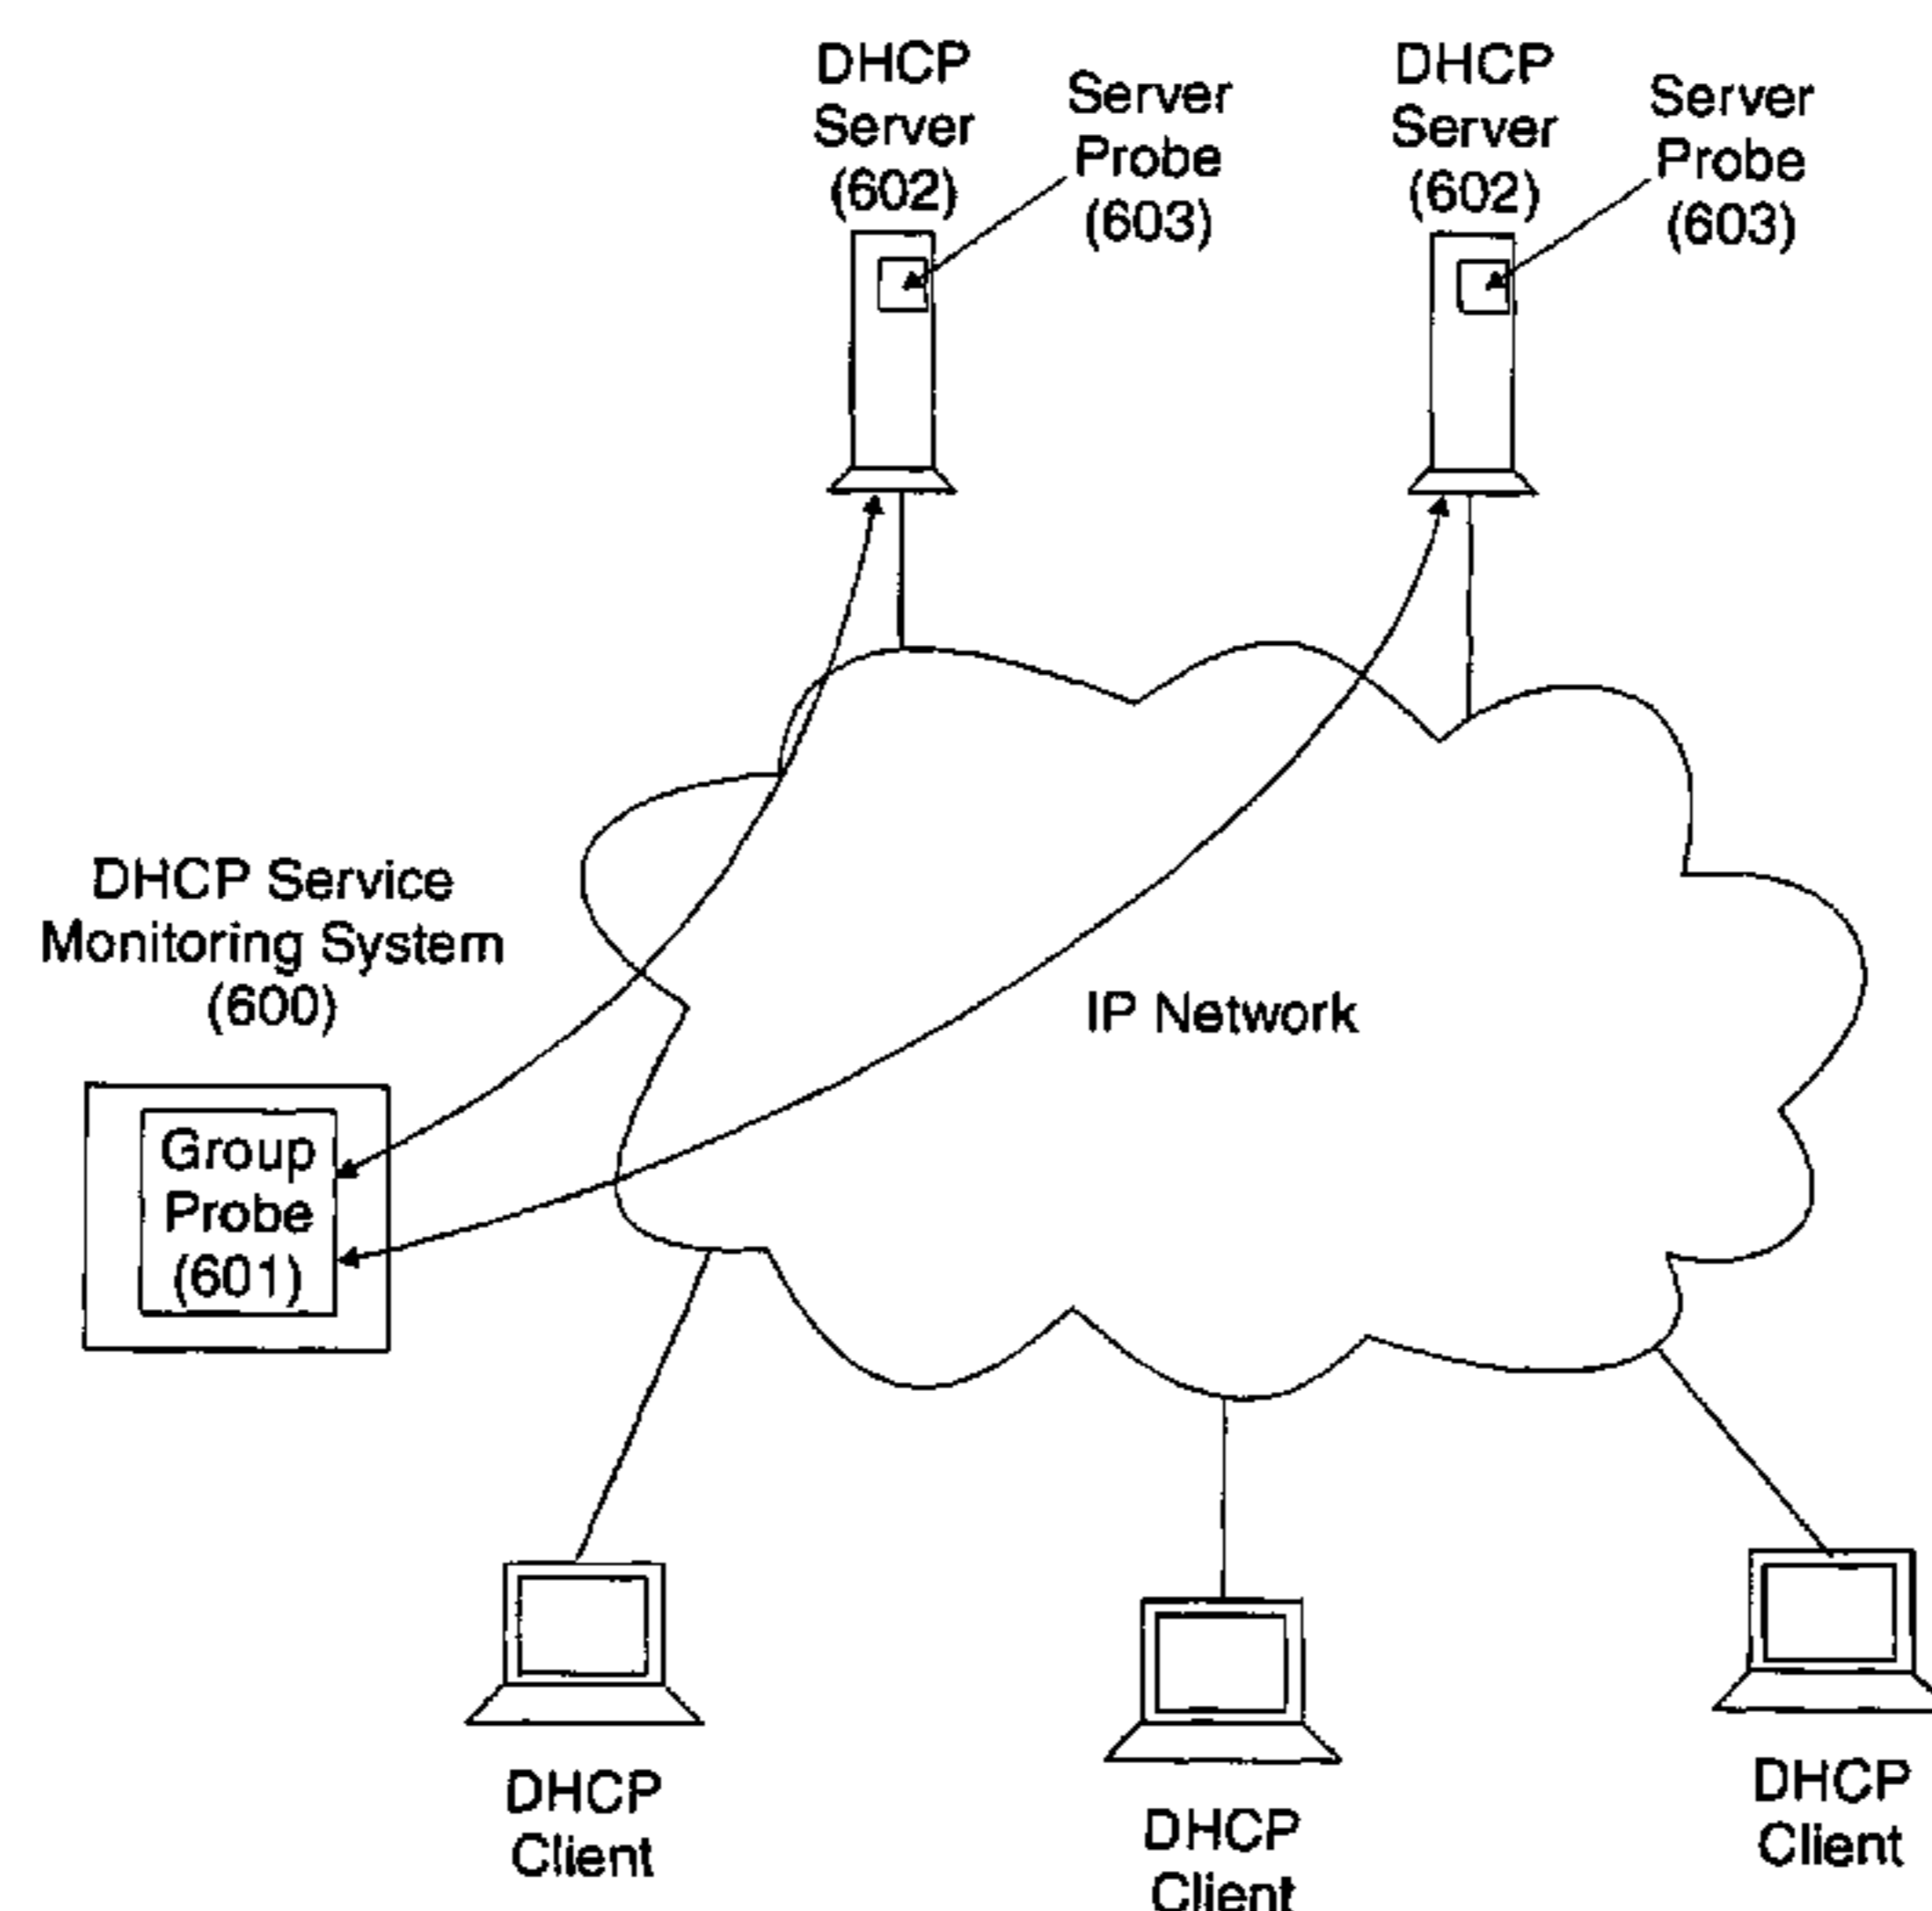 DHCP
Server
(602)
Server
Probe
(603)
DHCP
Server
(602)
Server
Probe
(603)
DHCP Service
Monitoring System
(600)
Group
Probe
(601)
IP Network
DHCP
Client
DHCP
Client
DHCP
Client